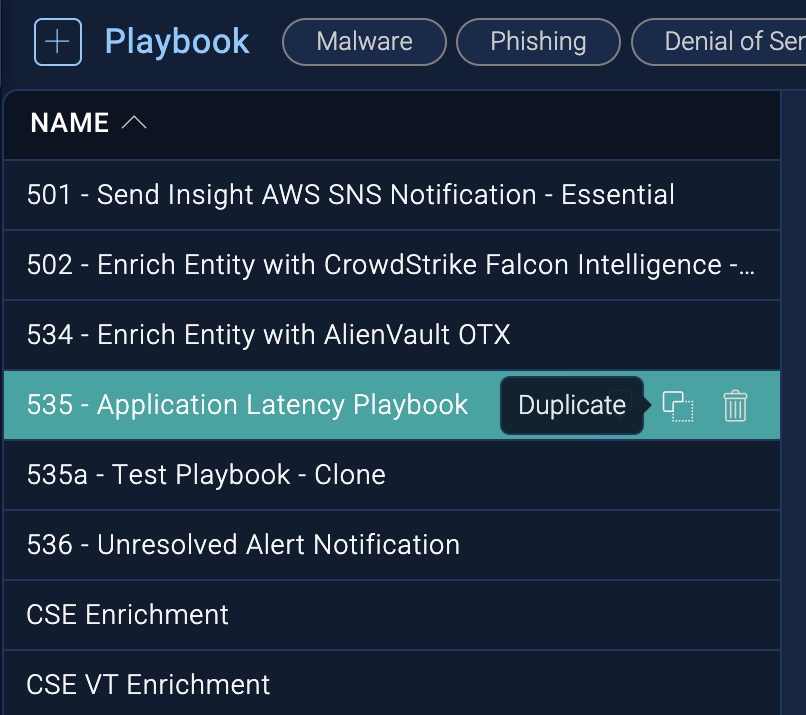 Playbook Malware Phishing Denial of Ser
NAME
501 - Send Insight AWS SNS Notification - Essential
502 - Enrich Entity with CrowdStrike Falcon Intelligence -...
534 - Enrich Entity with AlienVault OTX
535 - Application Latency Playbook Duplicate
535a - Test Playbook - Clone
536 - Unresolved Alert Notification
CSE Enrichment
CSE VT Enrichment